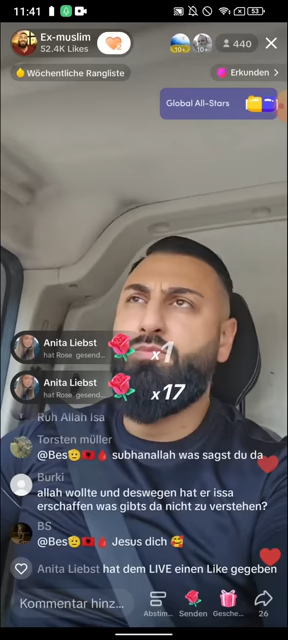 11:41
53
Ex-muslim
52.4K Likes
10+
10+
440
Wöchentliche Rangliste
Erkunden >
Global All-Stars
Anita Liebst
hat Rose gesend...
x1
Anita Liebst
hat Rose gesend...
x17
Ruh Allah Isa
Torsten müller
@Bes🫡🇦🇱🩸 subhanallah was sagst du da
Burki
allah wollte und deswegen hat er issa
erschaffen was gibts da nicht zu verstehen?
BS
@Bes🫡🇦🇱🩸 Jesus dich 🥰
Anita Liebst hat dem LIVE einen Like gegeben
Kommentar hinz...
Abstim...
Senden
Gesche...
26